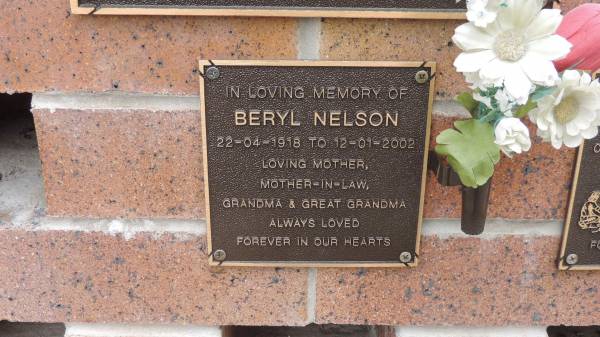 IN LOVING MEMORY OF
BERYL NELSON
22-04-1918 TO 12-01-2002
LOVING MOTHER,
MOTHER-IN-LAW,
GRANDMA & GREAT GRANDMA
ALWAYS LOVED
FOREVER IN OUR HEARTS